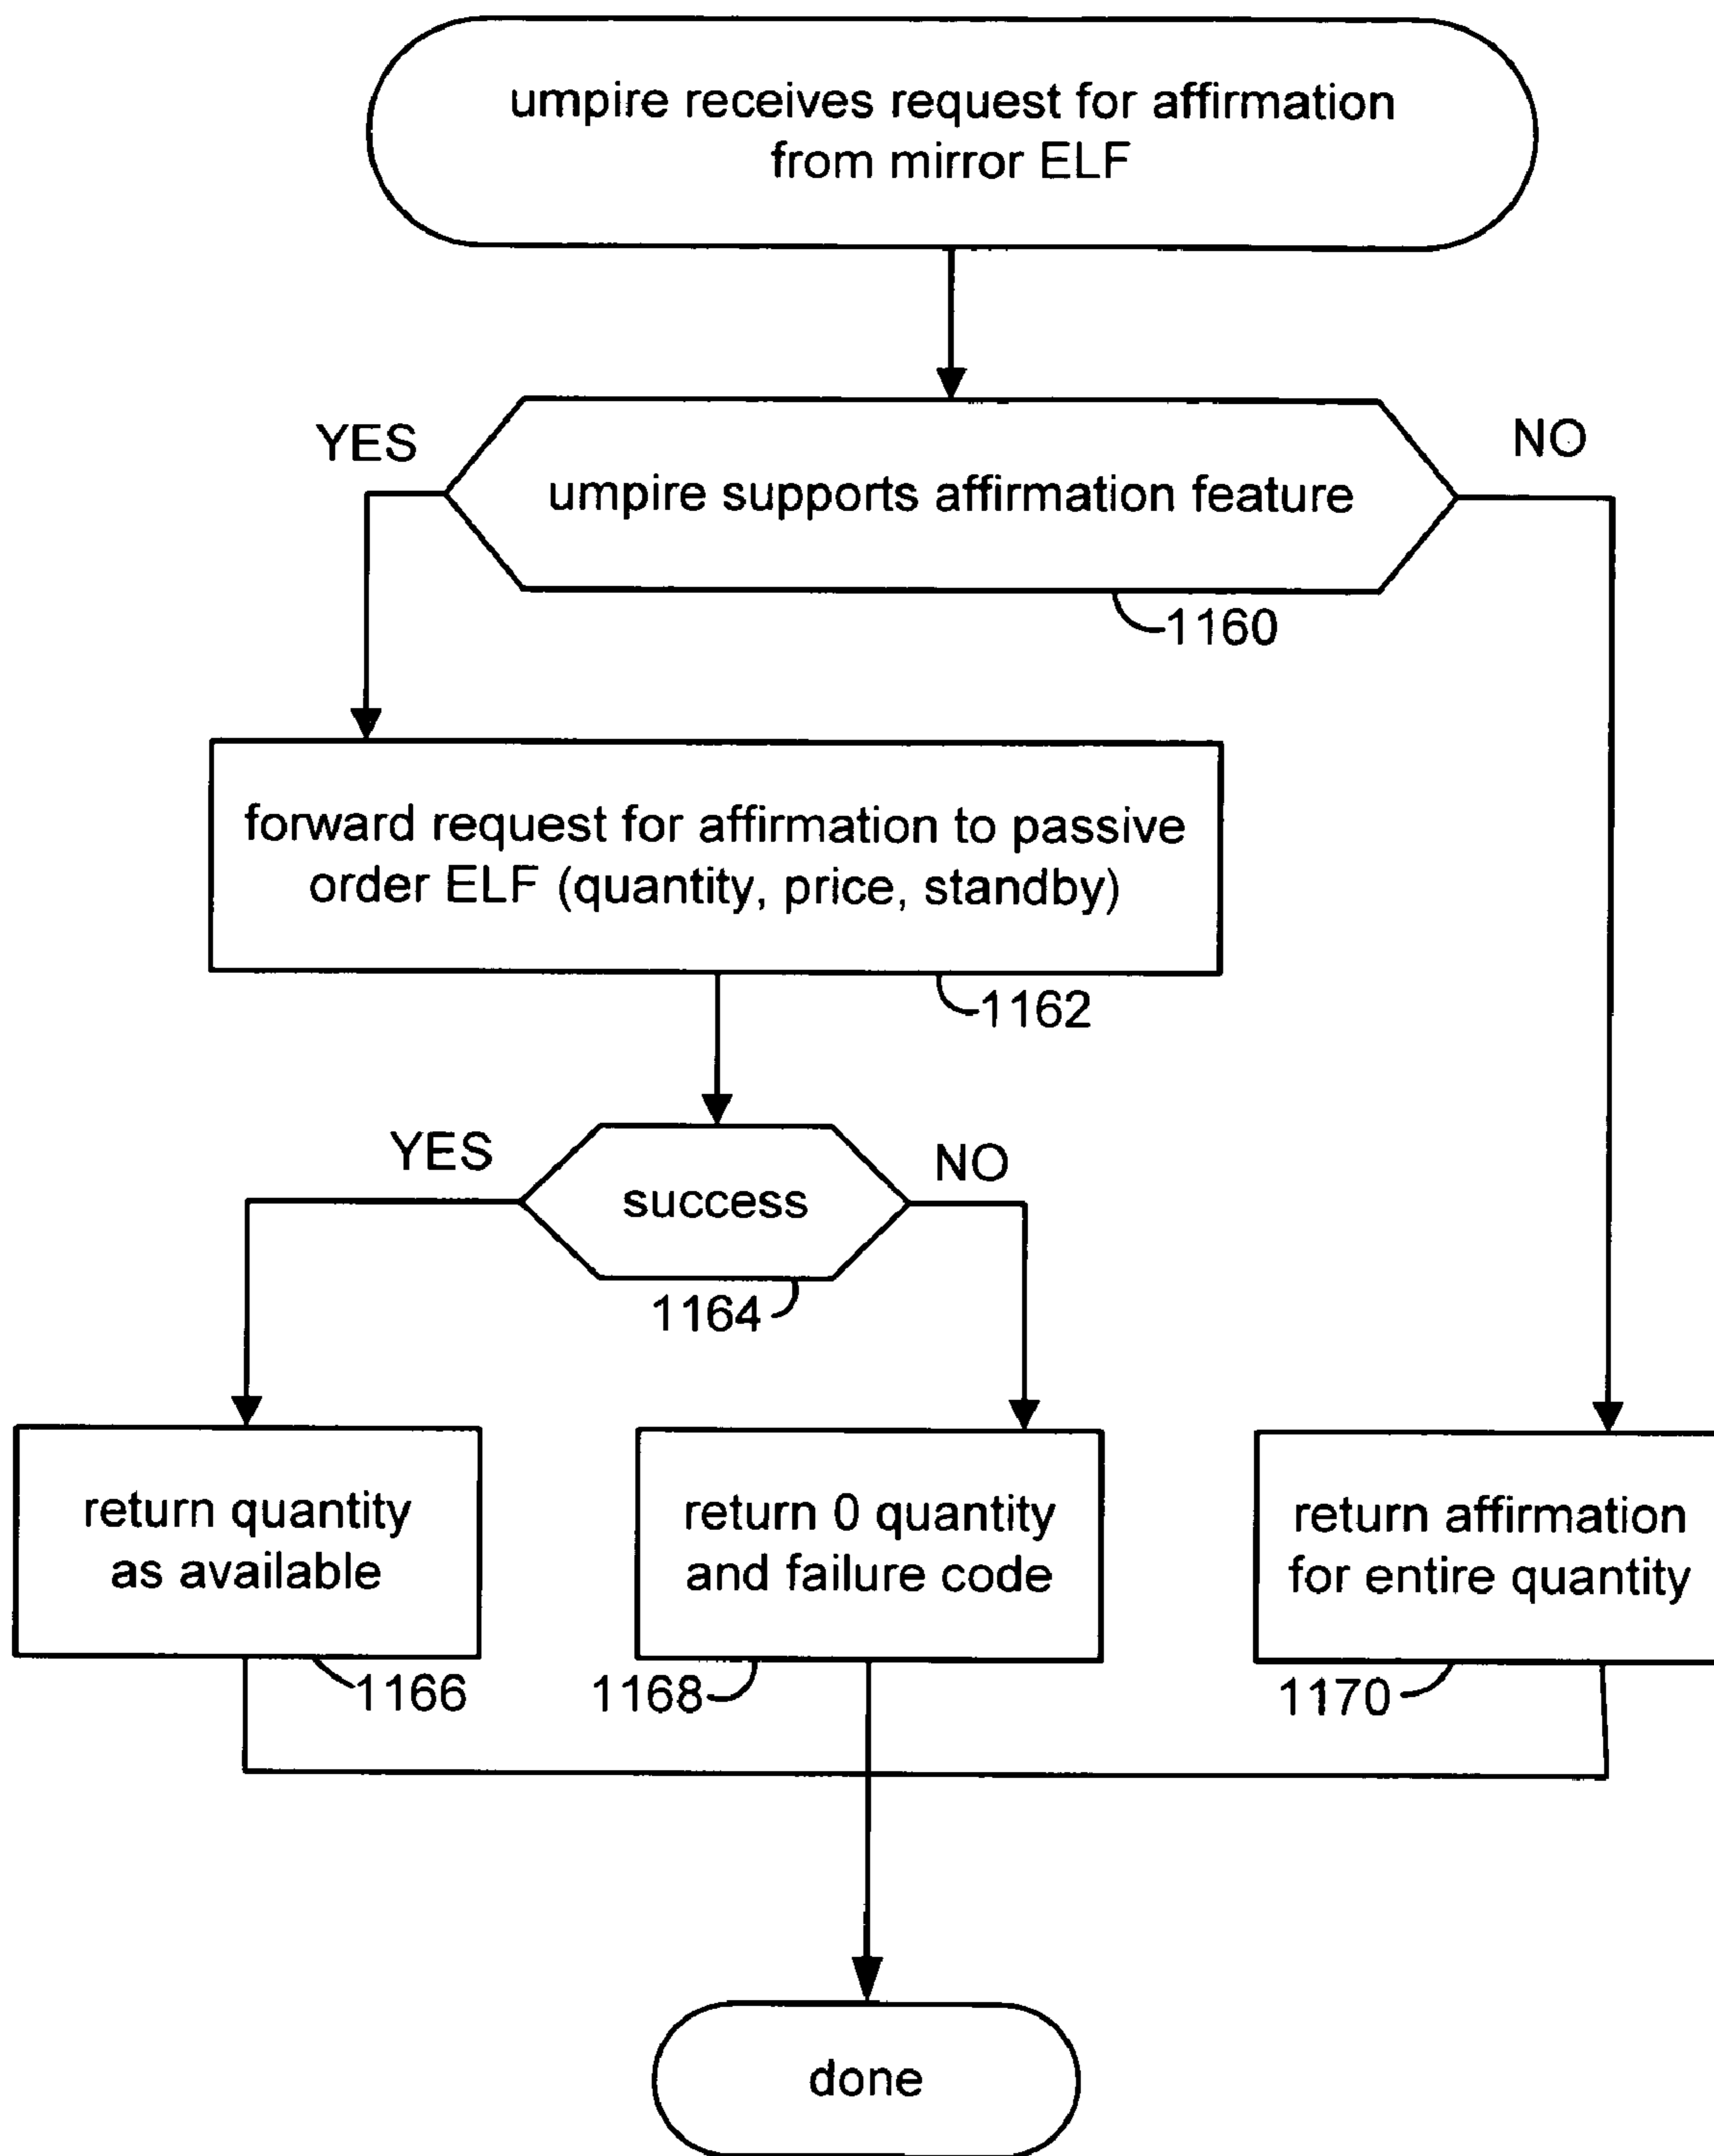 umpire receives request for affirmation
from mirror ELF
YES
NO
umpire supports affirmation feature
1160
forward request for affirmation to passive
order ELF (quantity, price, standby)
1162
YES
NO
success
1164
return quantity
as available
return 0 quantity
and failure code
return affirmation
for entire quantity
1166
1168
1170
done